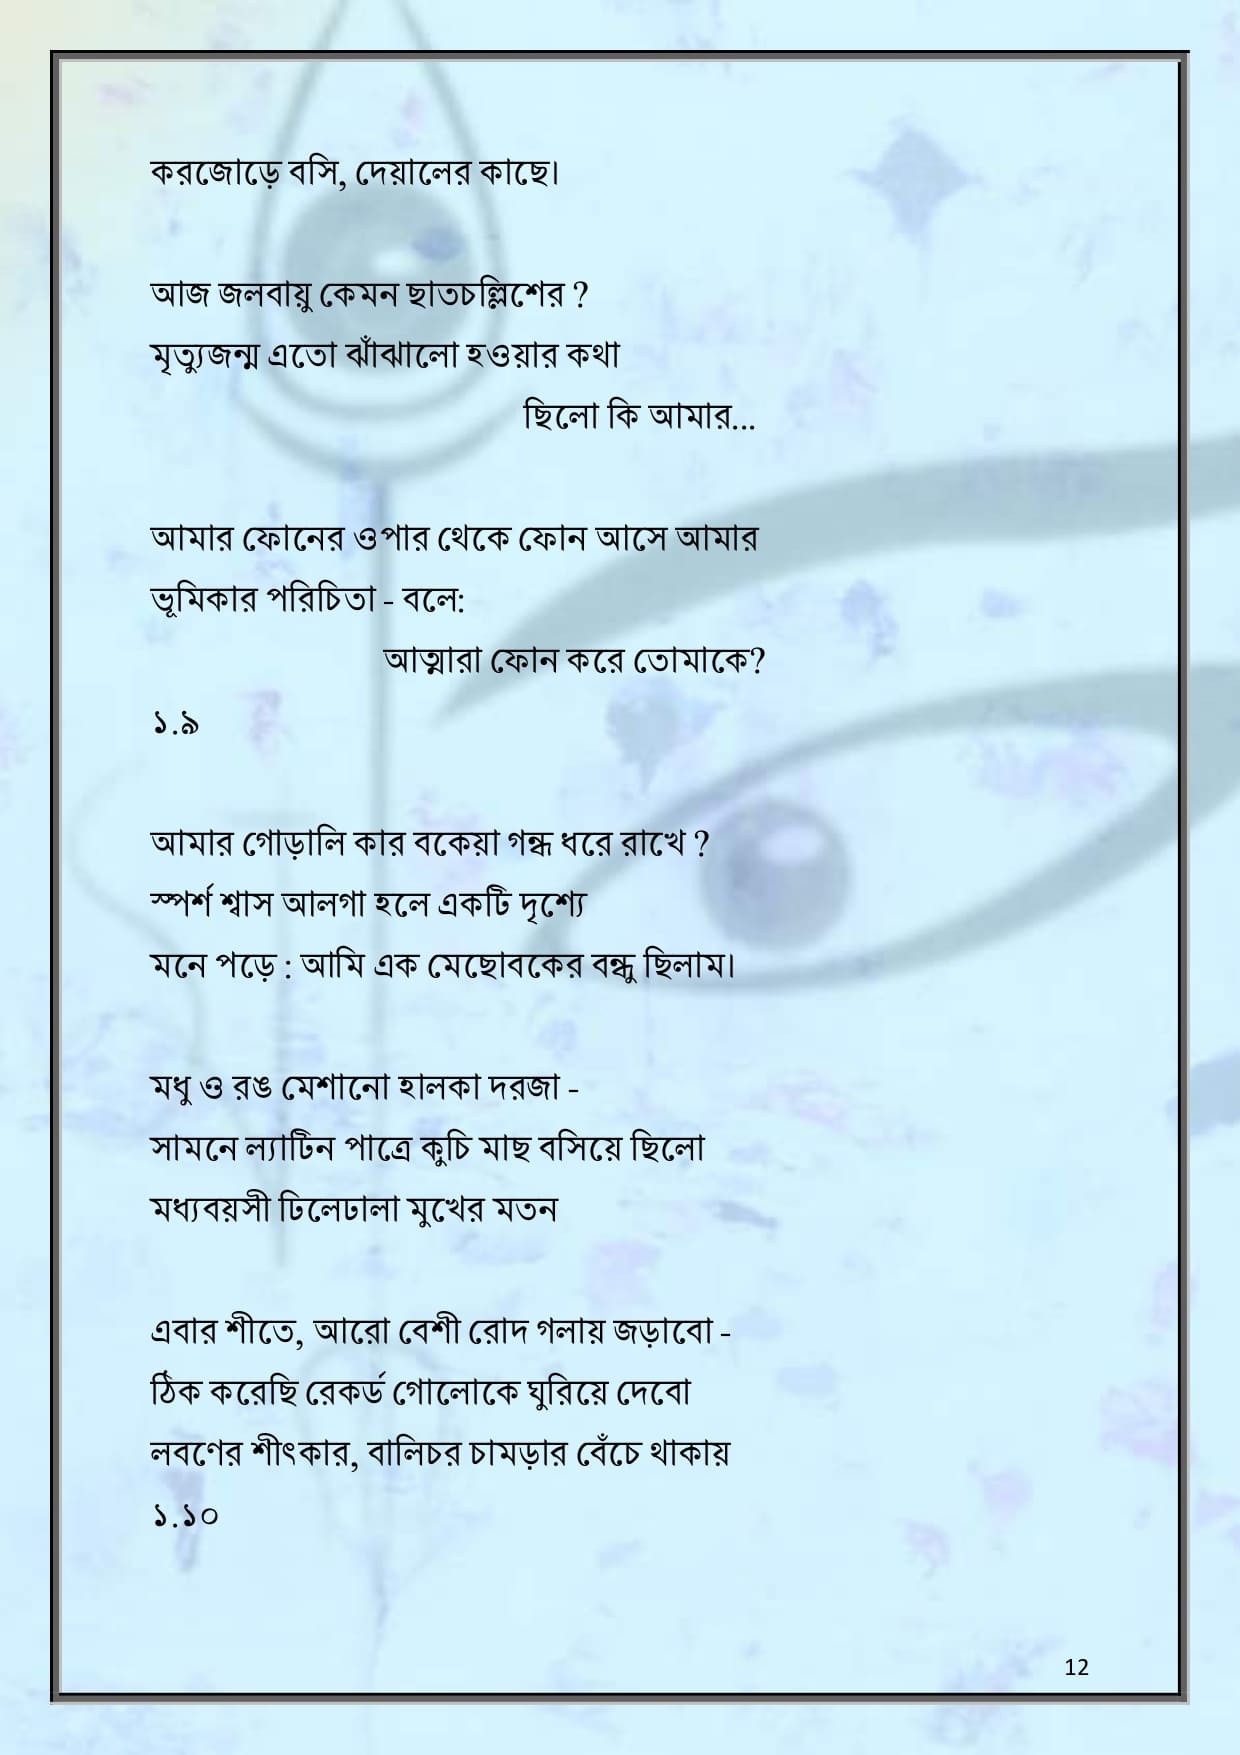 করজোড়ে বসি, দেয়ালের কাছে।
আজ জলবায়ু কেমন ছাতচল্লিশের ?
মৃত্যুজন্ম এতো ঝাঁঝালো হওয়ার কথা
ছিলো কি আমার...
আমার ফোনের ওপার থেকে ফোন আসে আমার
ভূমিকার পরিচিতা - বলে:
আত্মারা ফোন করে তোমাকে?
১.৯
আমার গোড়ালি কার বকেয়া গন্ধ ধরে রাখে ?
স্পর্শ শ্বাস আলগা হলে একটি দৃশ্যে
মনে পড়ে : আমি এক মেছোবকের বন্ধু ছিলাম।
মধু ও রঙ মেশানো হালকা দরজা -
সামনে ল্যাটিন পাত্রে কুচি মাছ বসিয়ে ছিলো
মধ্যবয়সী ঢিলেঢালা মুখের মতন
এবার শীতে, আরো বেশী রোদ গলায় জড়াবো -
ঠিক করেছি রেকর্ড গোলোকে ঘুরিয়ে দেবো
লবণের শীৎকার, বালিচর চামড়ার বেঁচে থাকায়
১.১০
12